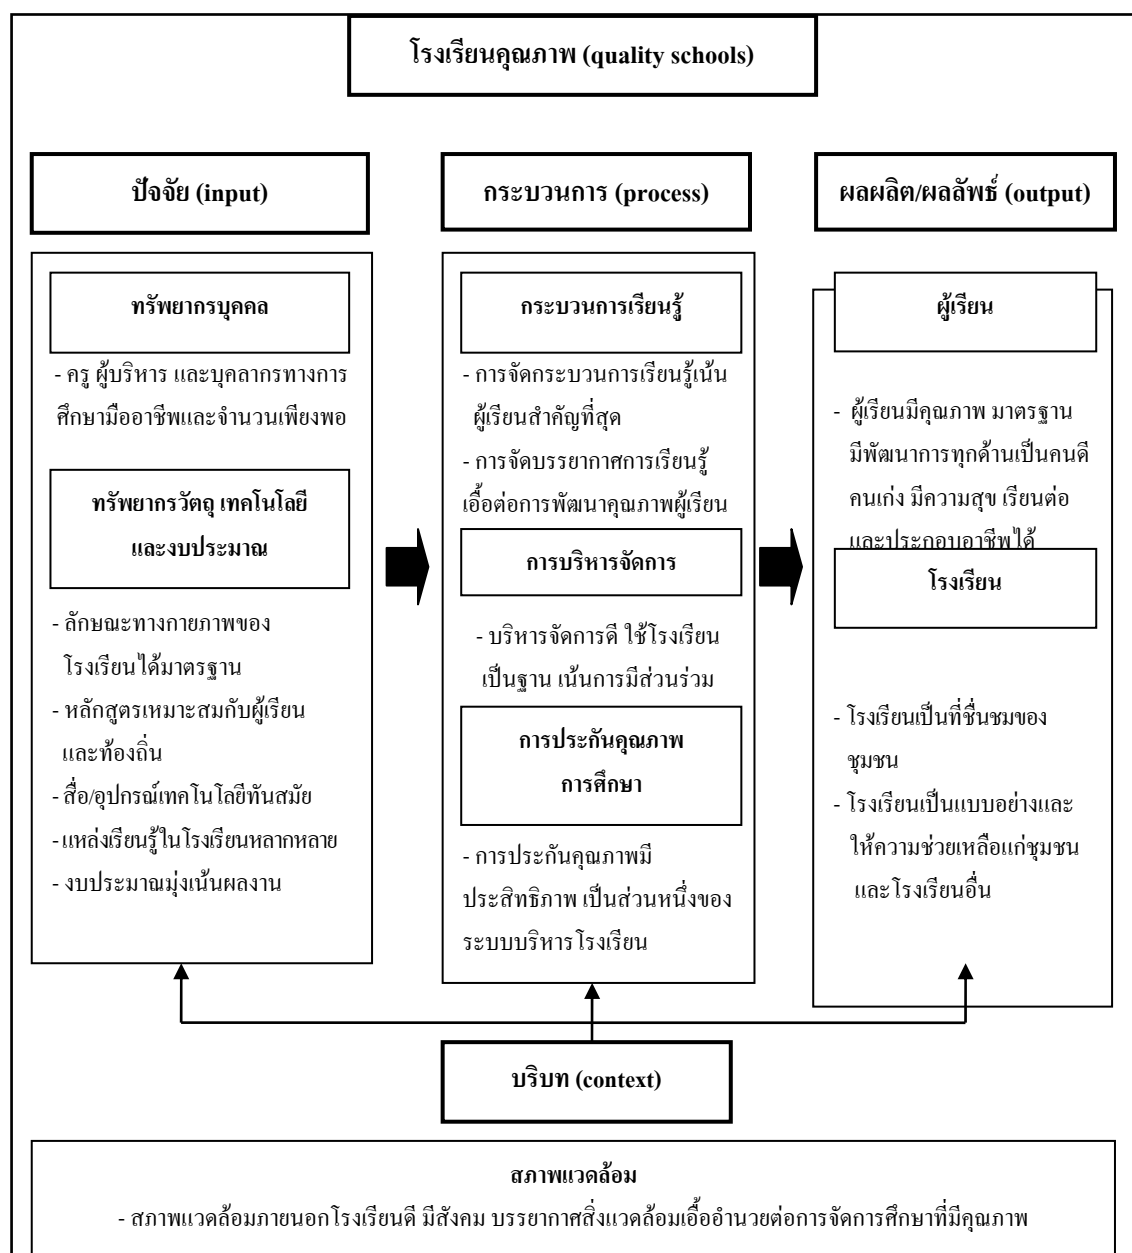 โรงเรียนคุณภาพ (quality schools)
ปัจจัย (input)
ทรัพยากรบุคคล
- ครู ผู้บริหาร และบุคลากรทางการ
ศึกษามืออาชีพและจำนวนเพียงพอ
ทรัพยากรวัตถุ เทคโนโลยี
และงบประมาณ
- ลักษณะทางกายภาพของ
โรงเรียนได้มาตรฐาน
- หลักสูตรเหมาะสมกับผู้เรียน
และท้องถิ่น
- สื่อ/อุปกรณ์เทคโนโลยีทันสมัย
- แหล่งเรียนรู้ในโรงเรียนหลากหลาย
- งบประมาณมุ่งเน้นผลงาน
กระบวนการ (process)
กระบวนการเรียนรู้
- การจัดกระบวนการเรียนรู้เน้น
ผู้เรียนสำคัญที่สุด
- การจัดบรรยากาศการเรียนรู้
เอื้อต่อการพัฒนาคุณภาพผู้เรียน
การบริหารจัดการ
- บริหารจัดการดี ใช้โรงเรียน
เป็นฐาน เน้นการมีส่วนร่วม
การประกันคุณภาพ
การศึกษา
- การประกันคุณภาพมี
ประสิทธิภาพ เป็นส่วนหนึ่งของ
ระบบบริหารโรงเรียน
ผลผลิต/ผลลัพธ์ (output)
ผู้เรียน
- ผู้เรียนมีคุณภาพ มาตรฐาน
มีพัฒนาการทุกด้านเป็นคนดี
คนเก่ง มีความสุข เรียนต่อ
และประกอบอาชีพได้
โรงเรียน
- โรงเรียนเป็นที่ชื่นชมของ
ชุมชน
- โรงเรียนเป็นแบบอย่างและ
ให้ความช่วยเหลือแก่ชุมชน
และโรงเรียนอื่น
บริบท (context)
สภาพแวดล้อม
- สภาพแวดล้อมภายนอกโรงเรียนดี มีสังคม บรรยากาศสิ่งแวดล้อมเอื้ออำนวยต่อการจัดการศึกษาที่มีคุณภาพ